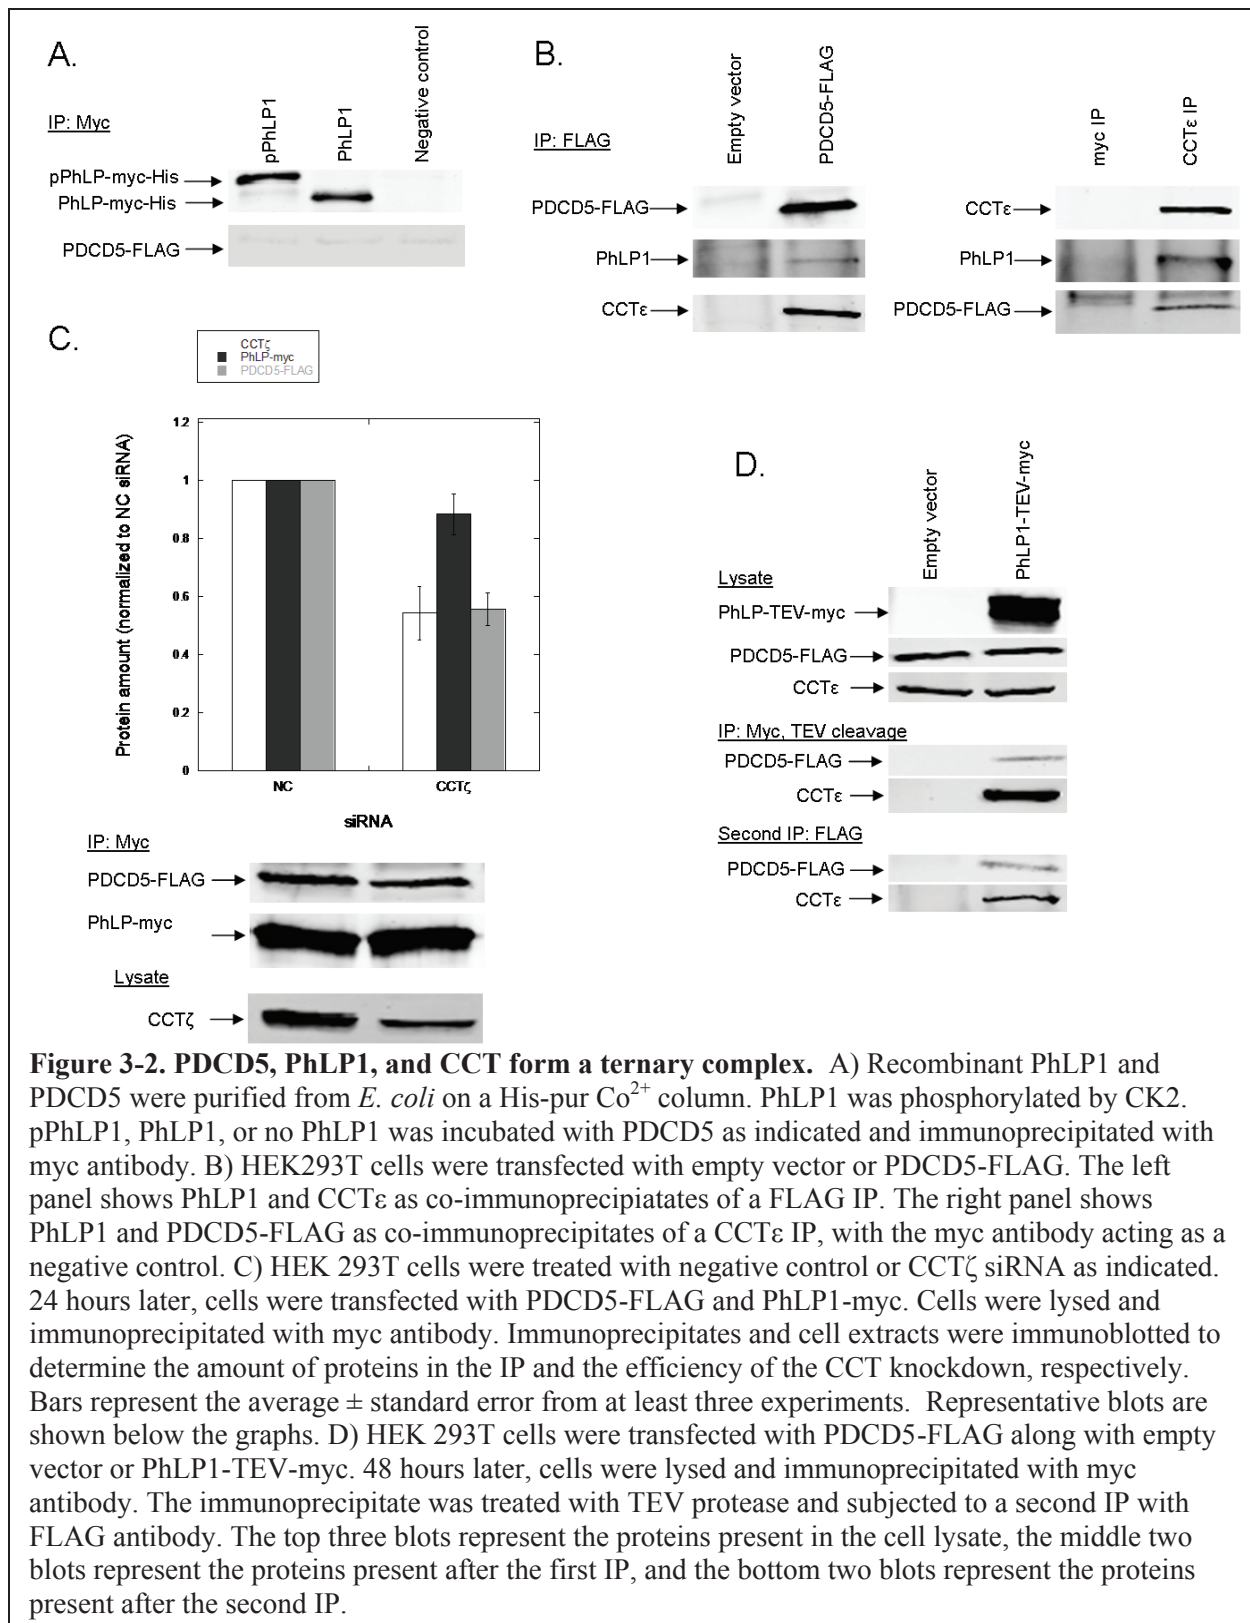 A.
IP: Myc
pPhLP1
PhLP1
Negative control
pPhLP-myc-His
PhLP-myc-His
PDCD5-FLAG
B.
IP: FLAG
Empty vector
PDCD5-FLAG
PDCD5-FLAG
PhLP1
CCTε
myc IP
CCTε IP
CCTε
PhLP1
PDCD5-FLAG
C.
CCTζ
PhLP-myc
PDCD5-FLAG
Protein amount (normalized to NC siRNA)
1.2
1
0.8
0.6
0.4
0.2
0
NC
CCTζ
siRNA
IP: Myc
PDCD5-FLAG
PhLP-myc
Lysate
CCTζ
D.
Empty vector
PhLP1-TEV-myc
Lysate
PhLP-TEV-myc
PDCD5-FLAG
CCTε
IP: Myc, TEV cleavage
PDCD5-FLAG
CCTε
Second IP: FLAG
PDCD5-FLAG
CCTε
Figure 3-2. PDCD5, PhLP1, and CCT form a ternary complex. A) Recombinant PhLP1 and
PDCD5 were purified from E. coli on a His-pur Co²⁺ column. PhLP1 was phosphorylated by CK2.
pPhLP1, PhLP1, or no PhLP1 was incubated with PDCD5 as indicated and immunoprecipitated with
myc antibody. B) HEK293T cells were transfected with empty vector or PDCD5-FLAG. The left
panel shows PhLP1 and CCTε as co-immunoprecipiatates of a FLAG IP. The right panel shows
PhLP1 and PDCD5-FLAG as co-immunoprecipitates of a CCTε IP, with the myc antibody acting as a
negative control. C) HEK 293T cells were treated with negative control or CCTζ siRNA as indicated.
24 hours later, cells were transfected with PDCD5-FLAG and PhLP1-myc. Cells were lysed and
immunoprecipitated with myc antibody. Immunoprecipitates and cell extracts were immunoblotted to
determine the amount of proteins in the IP and the efficiency of the CCT knockdown, respectively.
Bars represent the average ± standard error from at least three experiments. Representative blots are
shown below the graphs. D) HEK 293T cells were transfected with PDCD5-FLAG along with empty
vector or PhLP1-TEV-myc. 48 hours later, cells were lysed and immunoprecipitated with myc
antibody. The immunoprecipitate was treated with TEV protease and subjected to a second IP with
FLAG antibody. The top three blots represent the proteins present in the cell lysate, the middle two
blots represent the proteins present after the first IP, and the bottom two blots represent the proteins
present after the second IP.